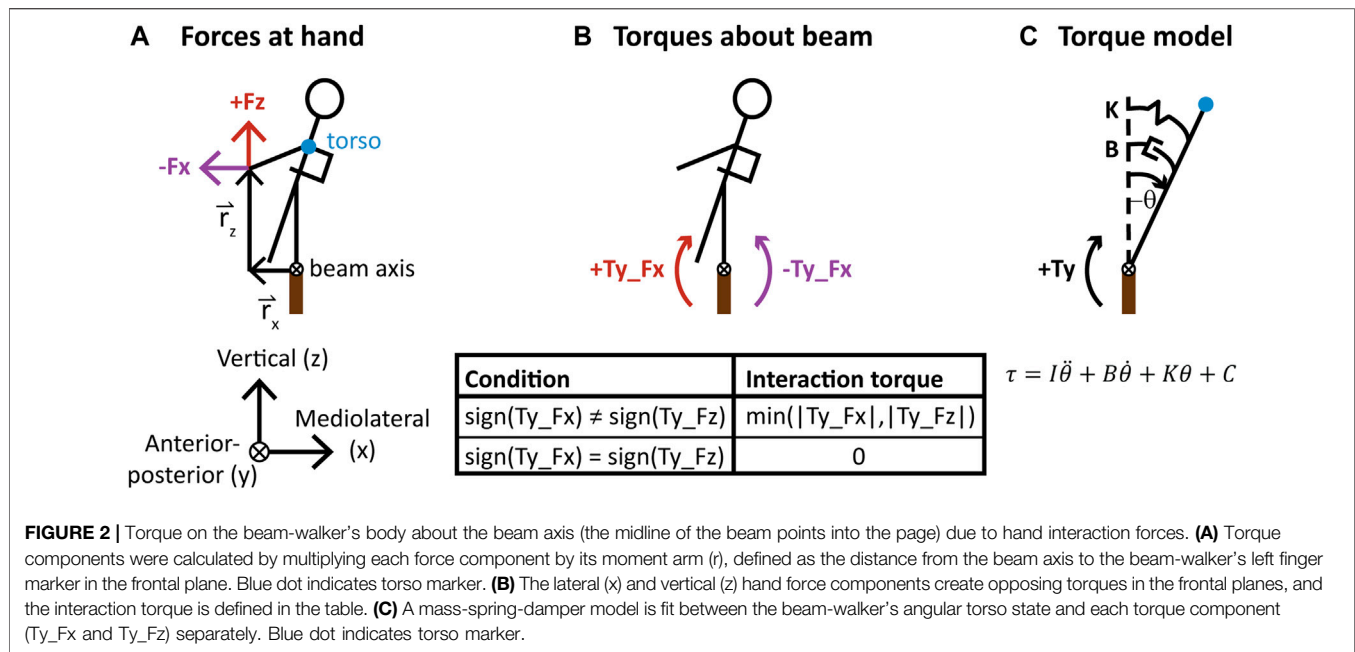 A Forces at hand
B Torques about beam
C Torque model
+Fz
torso
-Fx
r⃗z
beam axis
r⃗x
Vertical (z)
Mediolateral
(x)
Anterior-
posterior (y)
+Ty_Fx
-Ty_Fx
Condition Interaction torque
sign(Ty_Fx) ≠ sign(Ty_Fz) min(|Ty_Fx|,|Ty_Fz|)
sign(Ty_Fx) = sign(Ty_Fz) 0
K
B
-θ
+Ty
τ = Iθ̈ + Bθ̇ + Kθ + C
FIGURE 2 | Torque on the beam-walker's body about the beam axis (the midline of the beam points into the page) due to hand interaction forces. (A) Torque
components were calculated by multiplying each force component by its moment arm (r), defined as the distance from the beam axis to the beam-walker's left finger
marker in the frontal plane. Blue dot indicates torso marker. (B) The lateral (x) and vertical (z) hand force components create opposing torques in the frontal planes, and
the interaction torque is defined in the table. (C) A mass-spring-damper model is fit between the beam-walker's angular torso state and each torque component
(Ty_Fx and Ty_Fz) separately. Blue dot indicates torso marker.